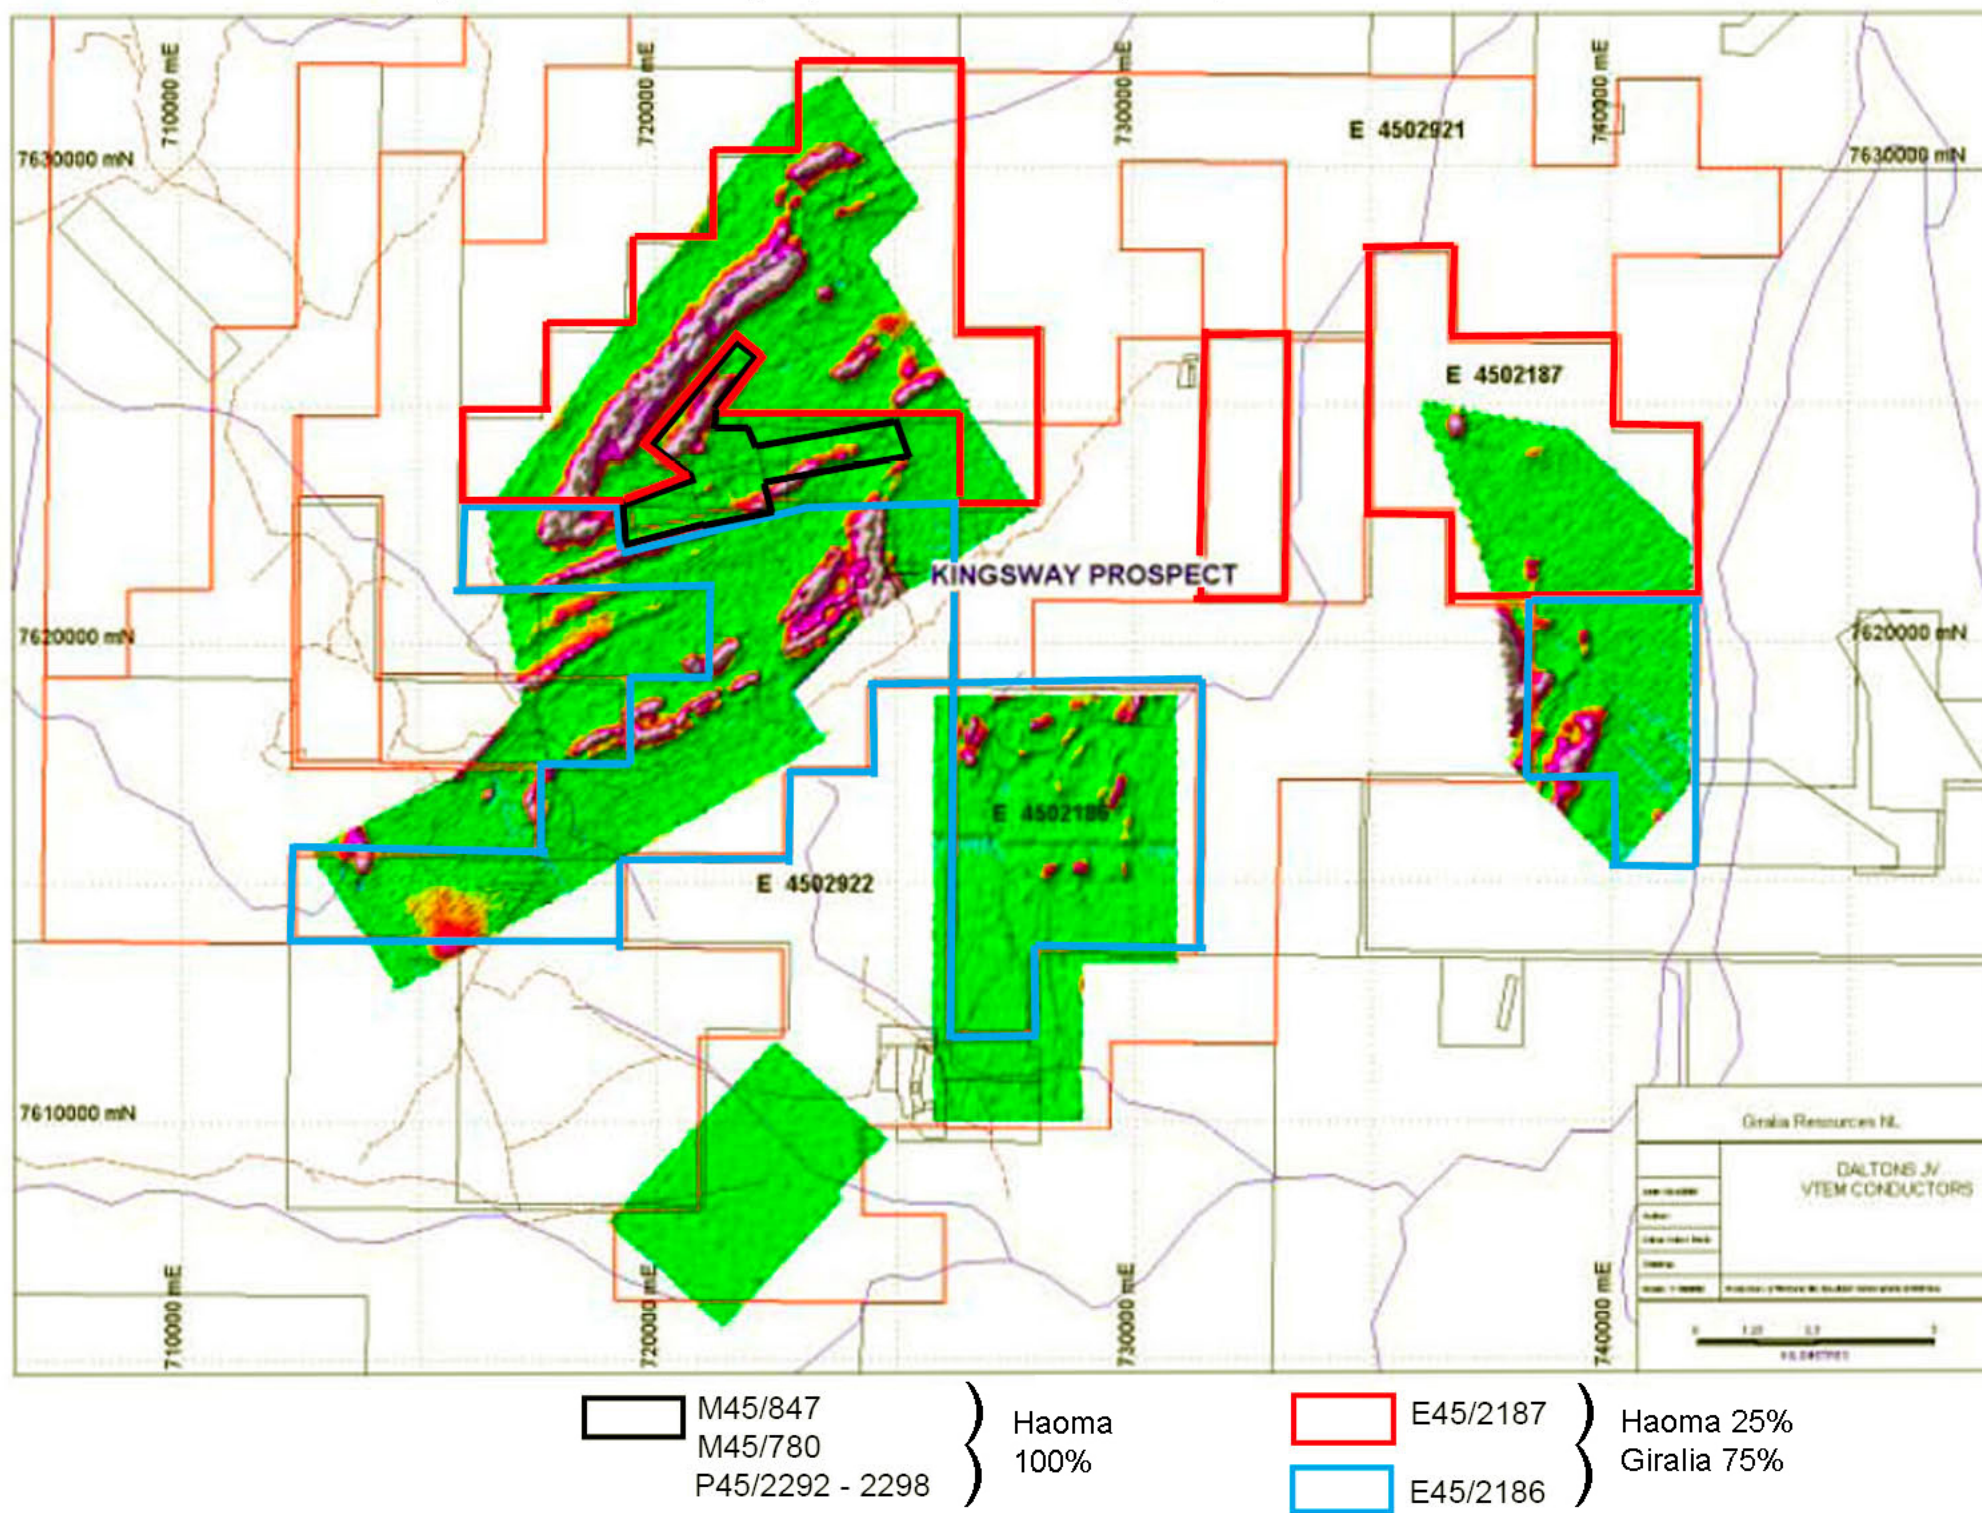 710000 mE
720000 mE
730000 mE
740000 mE
E 4502921
7630000 mN
7630000 mN
E 4502187
KINGSWAY PROSPECT
7620000 mN
7620000 mN
E 4502186
E 4502922
7610000 mN
Giralia Resources NL
DALTONS JV
VTEM CONDUCTORS
710000 mE
720000 mE
730000 mE
740000 mE
KILOMETRES
M45/847
M45/780
P45/2292 - 2298
Haoma
100%
E45/2187
E45/2186
Haoma 25%
Giralia 75%